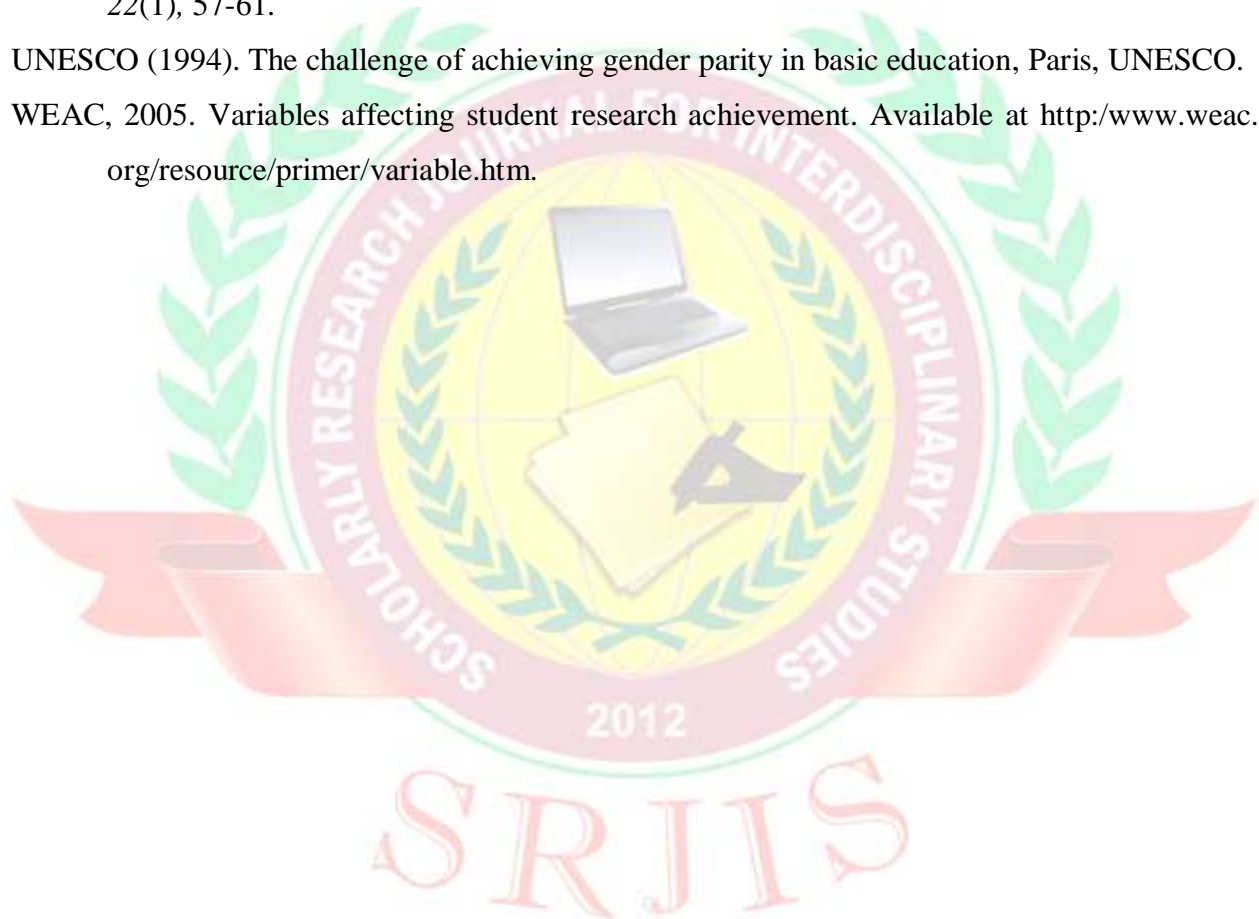 22(1), 57-61.
UNESCO (1994). The challenge of achieving gender parity in basic education, Paris, UNESCO.
WEAC, 2005. Variables affecting student research achievement. Available at http:/www.weac.
org/resource/primer/variable.htm.
SCHOLARLY RESEARCH JOURNAL FOR INTERDISCIPLINARY STUDIES
2012
SRJIS